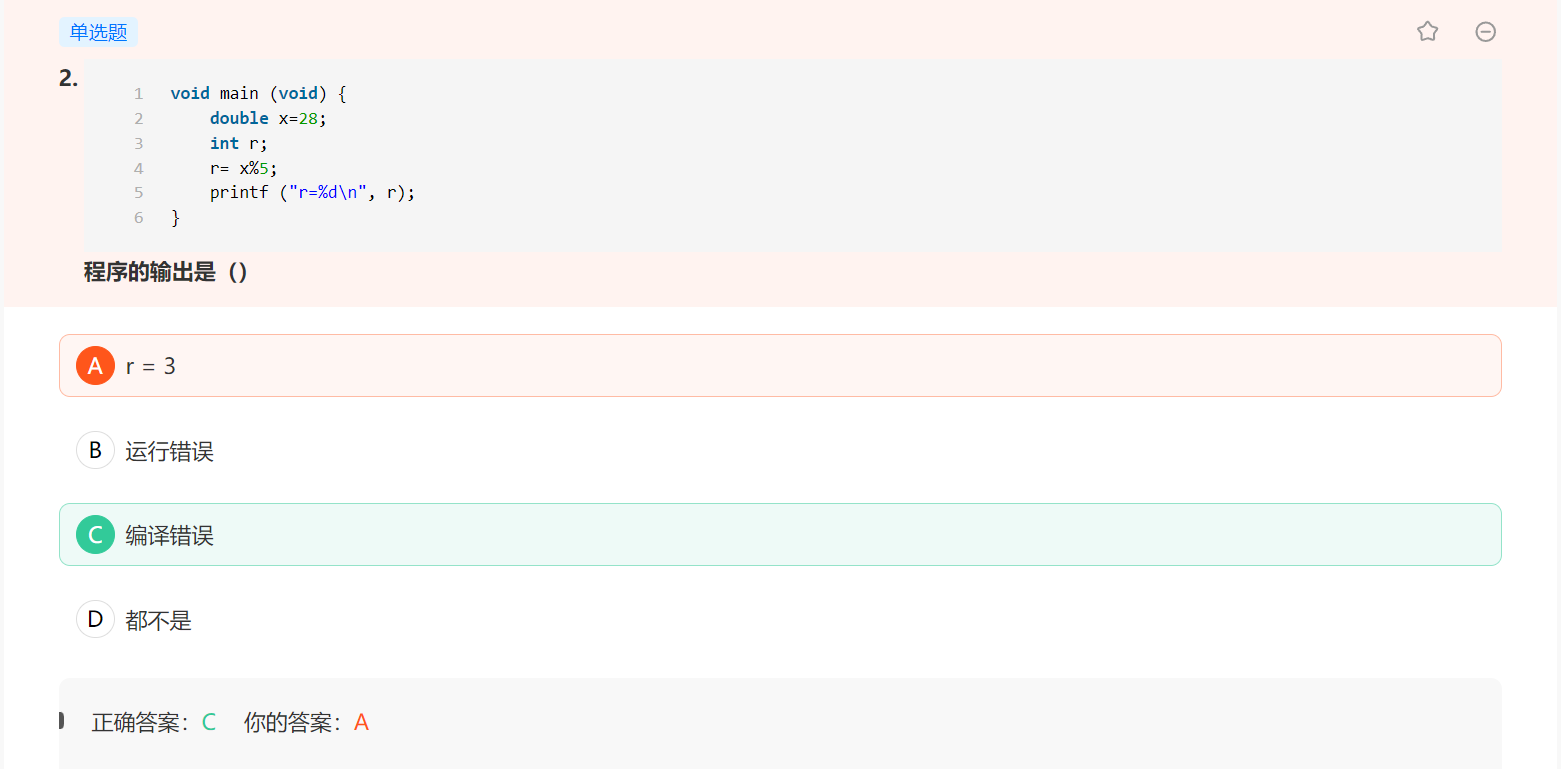 单选题
2.
1 void main (void) {
2 double x=28;
3 int r;
4 r= x%5;
5 printf ("r=%d\n", r);
6 }
程序的输出是（）
A r = 3
B 运行错误
C 编译错误
D 都不是
正确答案：C 你的答案：A